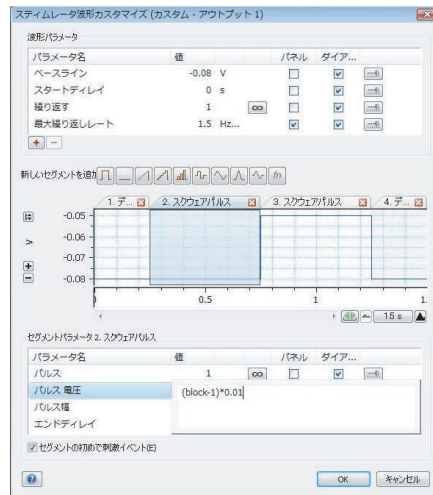 スティムレータ波形カスタマイズ (カスタム - アウトプット 1)
波形パラメータ
パラメータ名 値 パネル ダイア...
ベースライン -0.08 V
スタートディレイ 0 s
繰り返す 1 ∞
最大繰り返しレート 1.5 Hz...
+ -
新しいセグメントを追加 fn
1. デ... 2. スクウェアパルス 3. スクウェアパルス 4. デ
-0.05
-0.06
V
-0.07
-0.08
0.5 1 1.
15 s
セグメントパラメータ 2. スクウエアパルス
パラメータ名 値 パネル ダイア...
パルス 1 ∞
パルス 電圧 (block-1)*0.01
パルス幅
エンドディレイ
セグメントの初めで刺激イベント(E)
? OK キャンセル